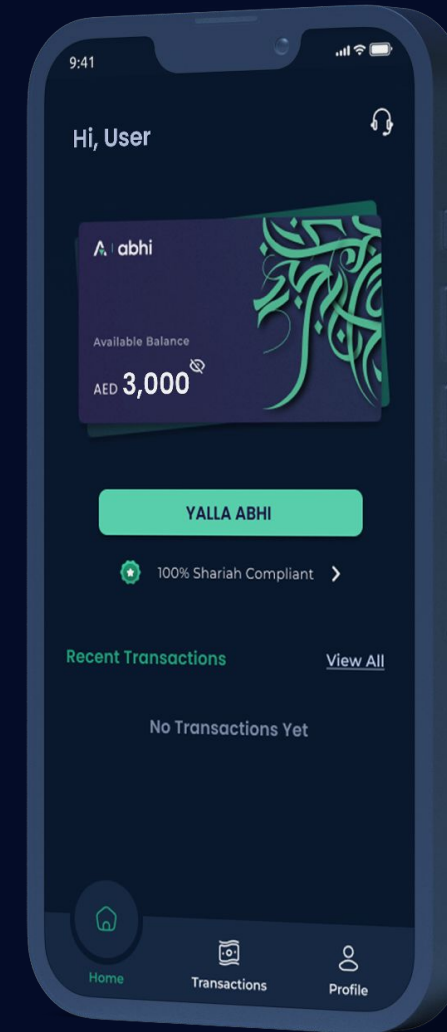 9:41
Hi, User
abhi
Available Balance
AED 3,000
YALLA ABHI
100% Shariah Compliant
Recent Transactions
View All
No Transactions Yet
Home
Transactions
Profile